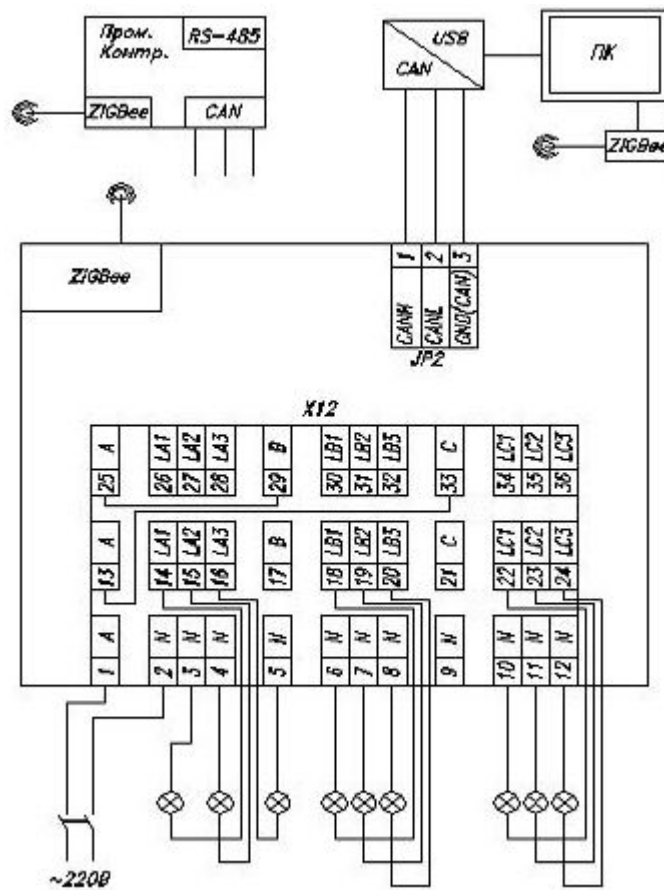 Пром.
Контр.
RS-485
ZIGBee
CAN
USB
CAN
ПК
ZIGBee
ZIGBee
1 2 3
CANH CANL GND(CAN)
JP2
X12
A LA1 LA2 LA3 B LB1 LB2 LB3 C LC1 LC2 LC3
25 26 27 28 29 30 31 32 33 34 35 36
A LA1 LA2 LA3 B LB1 LB2 LB3 C LC1 LC2 LC3
13 14 15 16 17 18 19 20 21 22 23 24
A N N N N N N N N N N N
1 2 3 4 5 6 7 8 9 10 11 12
~220В